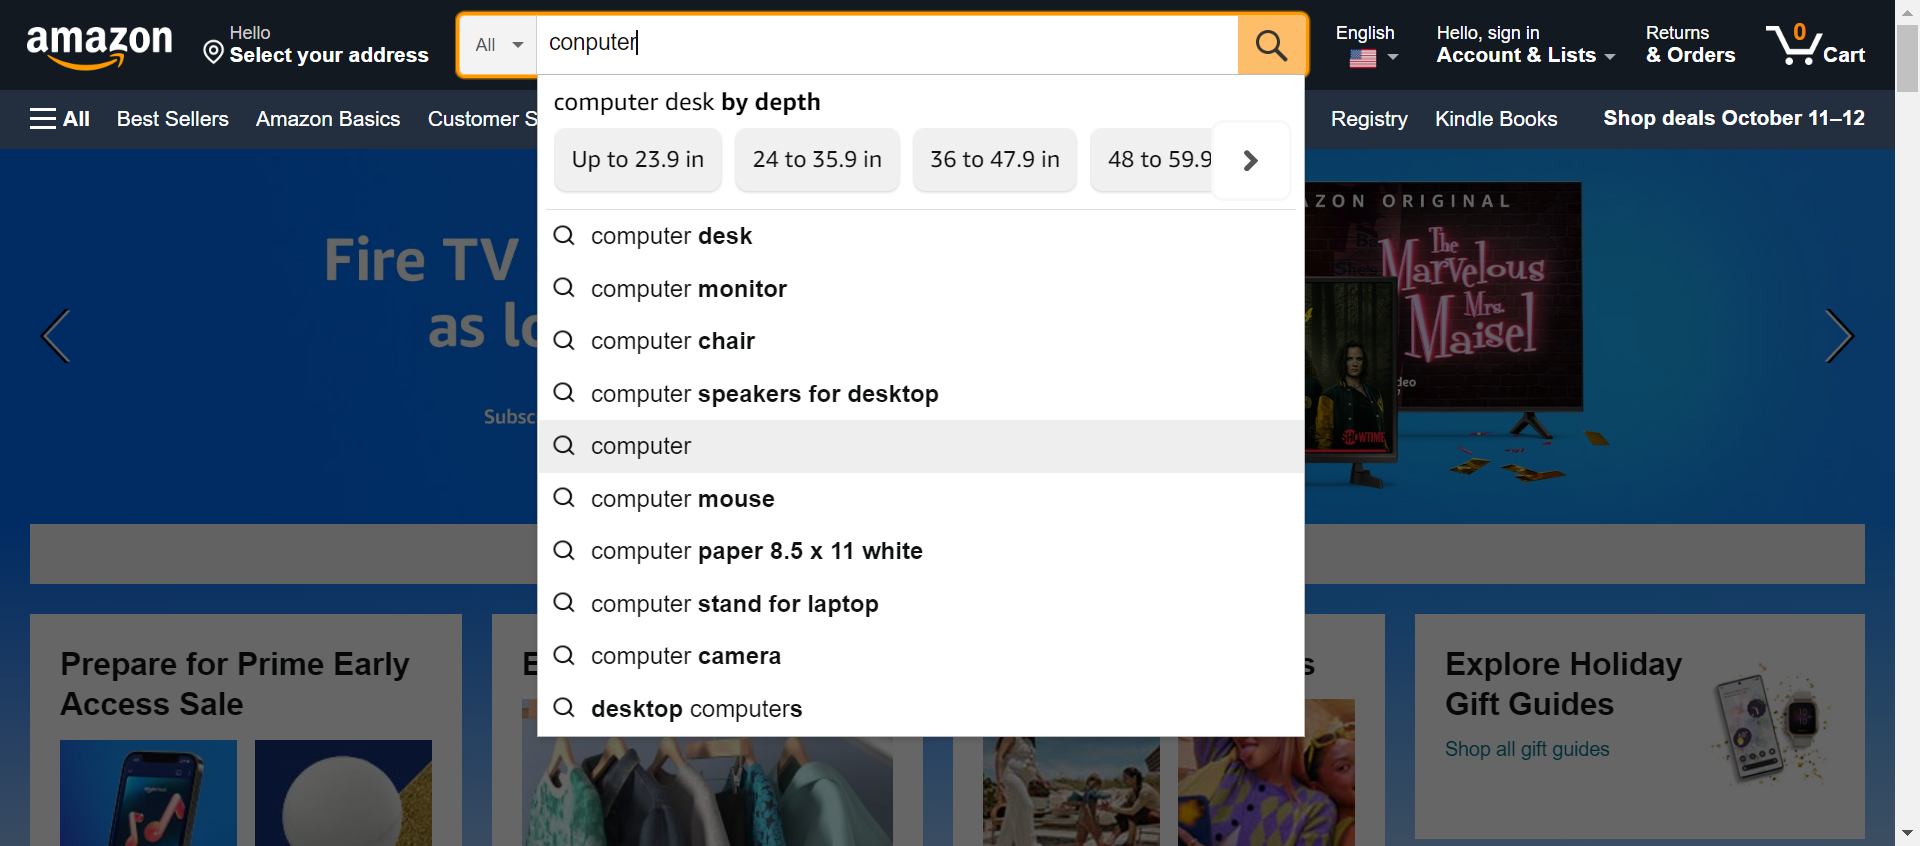 amazon
Hello
Select your address
All
conputer
English
Hello, sign in
Account & Lists
Returns
& Orders
0
Cart
All
Best Sellers
Amazon Basics
Customer S
Registry
Kindle Books
Shop deals October 11–12
computer desk by depth
Up to 23.9 in
24 to 35.9 in
36 to 47.9 in
48 to 59.9
computer desk
computer monitor
computer chair
computer speakers for desktop
computer
computer mouse
computer paper 8.5 x 11 white
computer stand for laptop
computer camera
desktop computers
Fire TV
as lo
Subsc
ZON ORIGINAL
The
Marvelous
Mrs.
Maisel
deo
SHOWTIME
Prepare for Prime Early
Access Sale
E
s
Explore Holiday
Gift Guides
Shop all gift guides